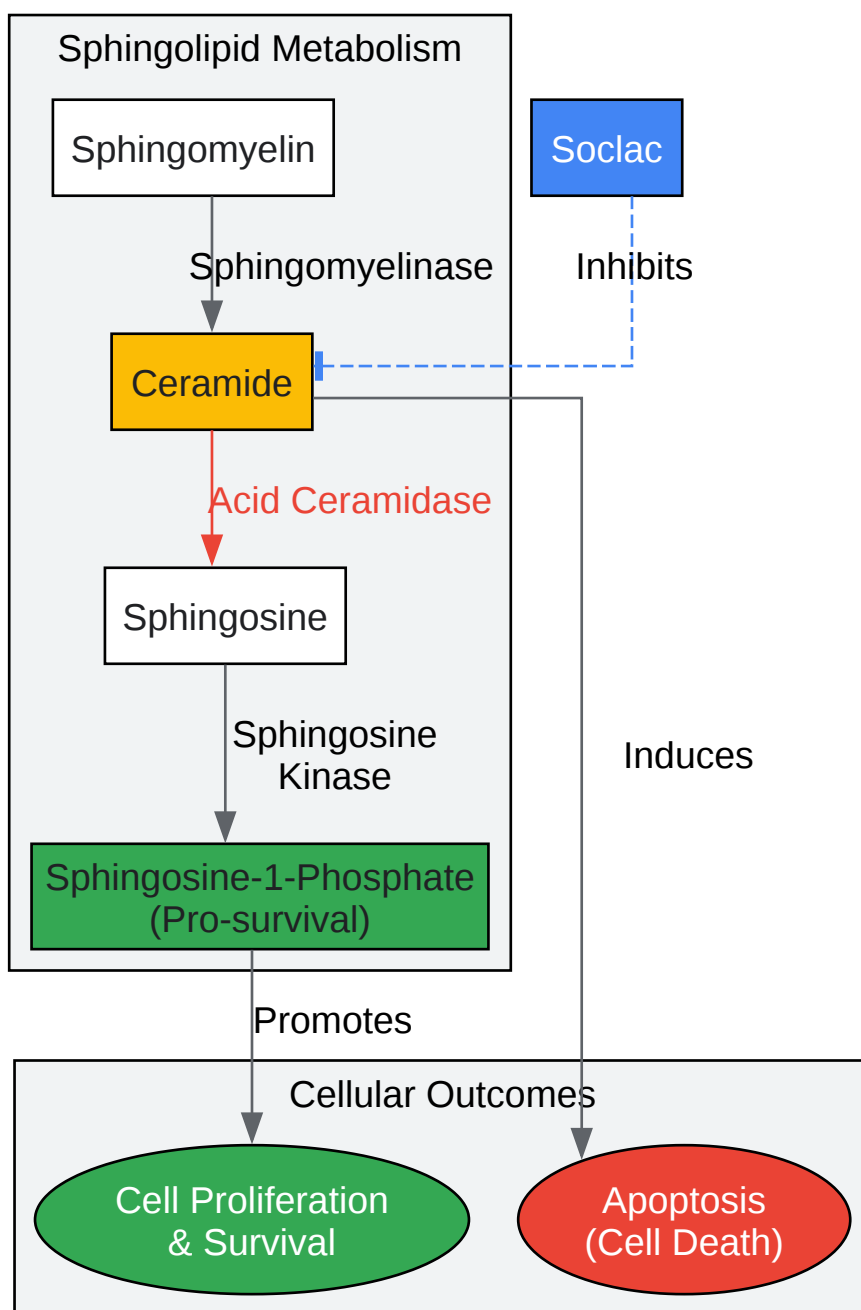 Sphingolipid Metabolism
Sphingomyelin
Soclac
Sphingomyelinase
Inhibits
Ceramide
Acid Ceramidase
Sphingosine
Sphingosine
Kinase
Induces
Sphingosine-1-Phosphate
(Pro-survival)
Promotes
Cellular Outcomes
Cell Proliferation
& Survival
Apoptosis
(Cell Death)